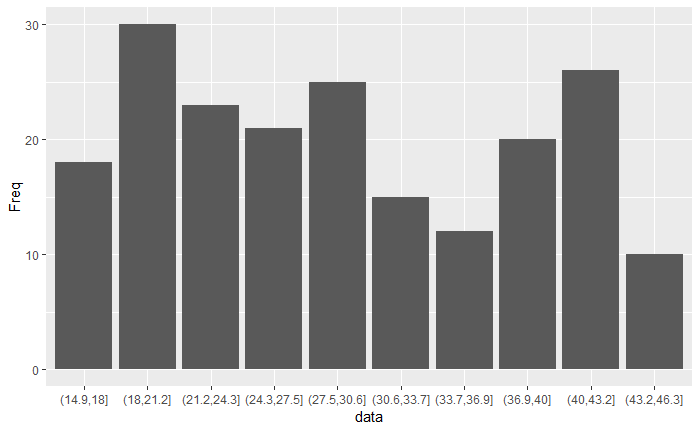 30
20
10
0
Freq
(14.9,18] (18,21.2] (21.2,24.3] (24.3,27.5] (27.5,30.6] (30.6,33.7] (33.7,36.9] (36.9,40] (40,43.2] (43.2,46.3]
data